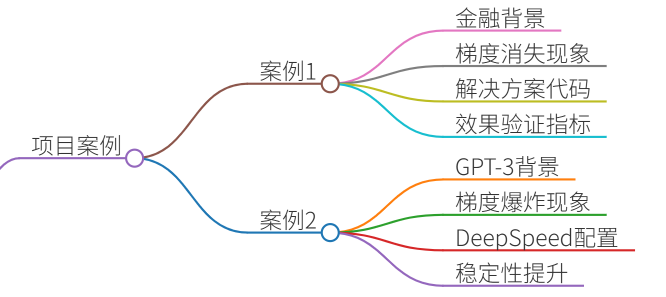 项目案例
案例1
金融背景
梯度消失现象
解决方案代码
效果验证指标
案例2
GPT-3背景
梯度爆炸现象
DeepSpeed配置
稳定性提升